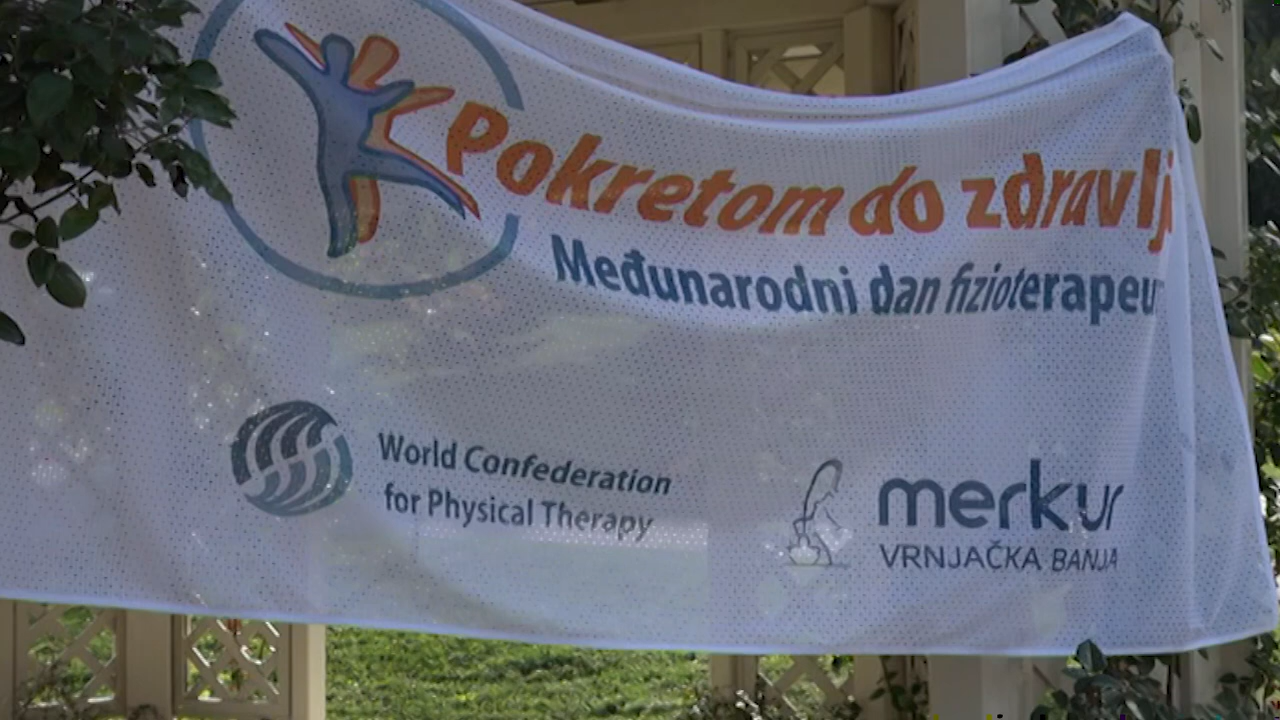 Pokretom do zdravlj
Međunarodni dan fizioterapeu
World Confederation
for Physical Therapy
merkur
VRNJAČKA BANJA